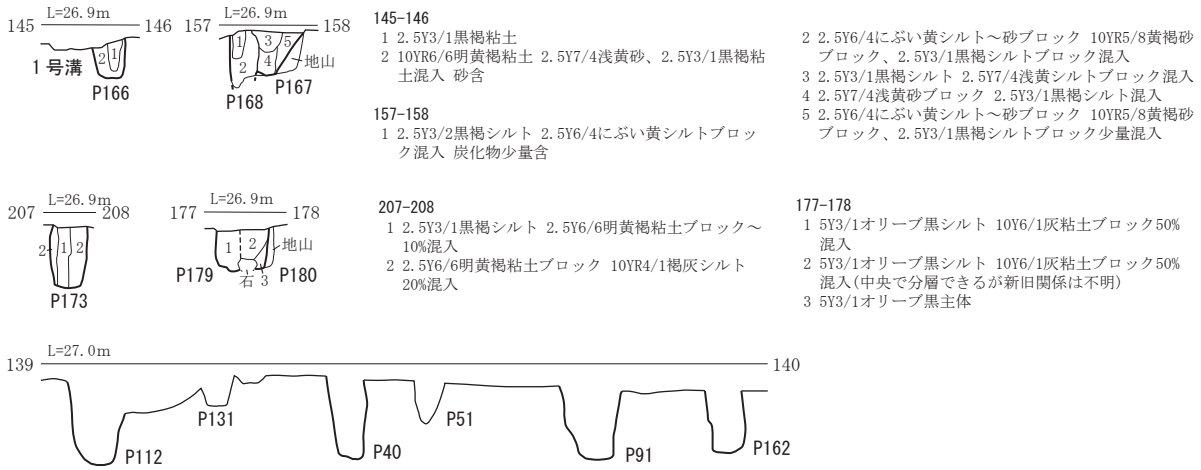 L=26.9m
145 146
1 2
1号溝
P166
L=26.9m
157 158
1 3 5
2 4
地山
P168 P167
145-146
1 2.5Y3/1黒褐粘土
2 10YR6/6明黄褐粘土 2.5Y7/4浅黄砂、2.5Y3/1黒褐粘
土混入 砂含
157-158
1 2.5Y3/2黒褐シルト 2.5Y6/4にぶい黄シルトブロッ
ク混入 炭化物少量含
2 2.5Y6/4にぶい黄シルト～砂ブロック 10YR5/8黄褐砂
ブロック、2.5Y3/1黒褐シルトブロック混入
3 2.5Y3/1黒褐シルト 2.5Y7/4浅黄シルトブロック混入
4 2.5Y7/4浅黄砂ブロック 2.5Y3/1黒褐シルト混入
5 2.5Y6/4にぶい黄シルト～砂ブロック 10YR5/8黄褐砂
ブロック、2.5Y3/1黒褐シルトブロック少量混入
L=26.9m
207 208
2 1 2
P173
L=26.9m
177 178
1 2
地山
P179 石 3 P180
207-208
1 2.5Y3/1黒褐シルト 2.5Y6/6明黄褐粘土ブロック～
10%混入
2 2.5Y6/6明黄褐粘土ブロック 10YR4/1褐灰シルト
20%混入
177-178
1 5Y3/1オリーブ黒シルト 10Y6/1灰粘土ブロック50%
混入
2 5Y3/1オリーブ黒シルト 10Y6/1灰粘土ブロック50%
混入(中央で分層できるが新旧関係は不明)
3 5Y3/1オリーブ黒主体
L=27.0m
139 140
P112 P131 P40 P51 P91 P162